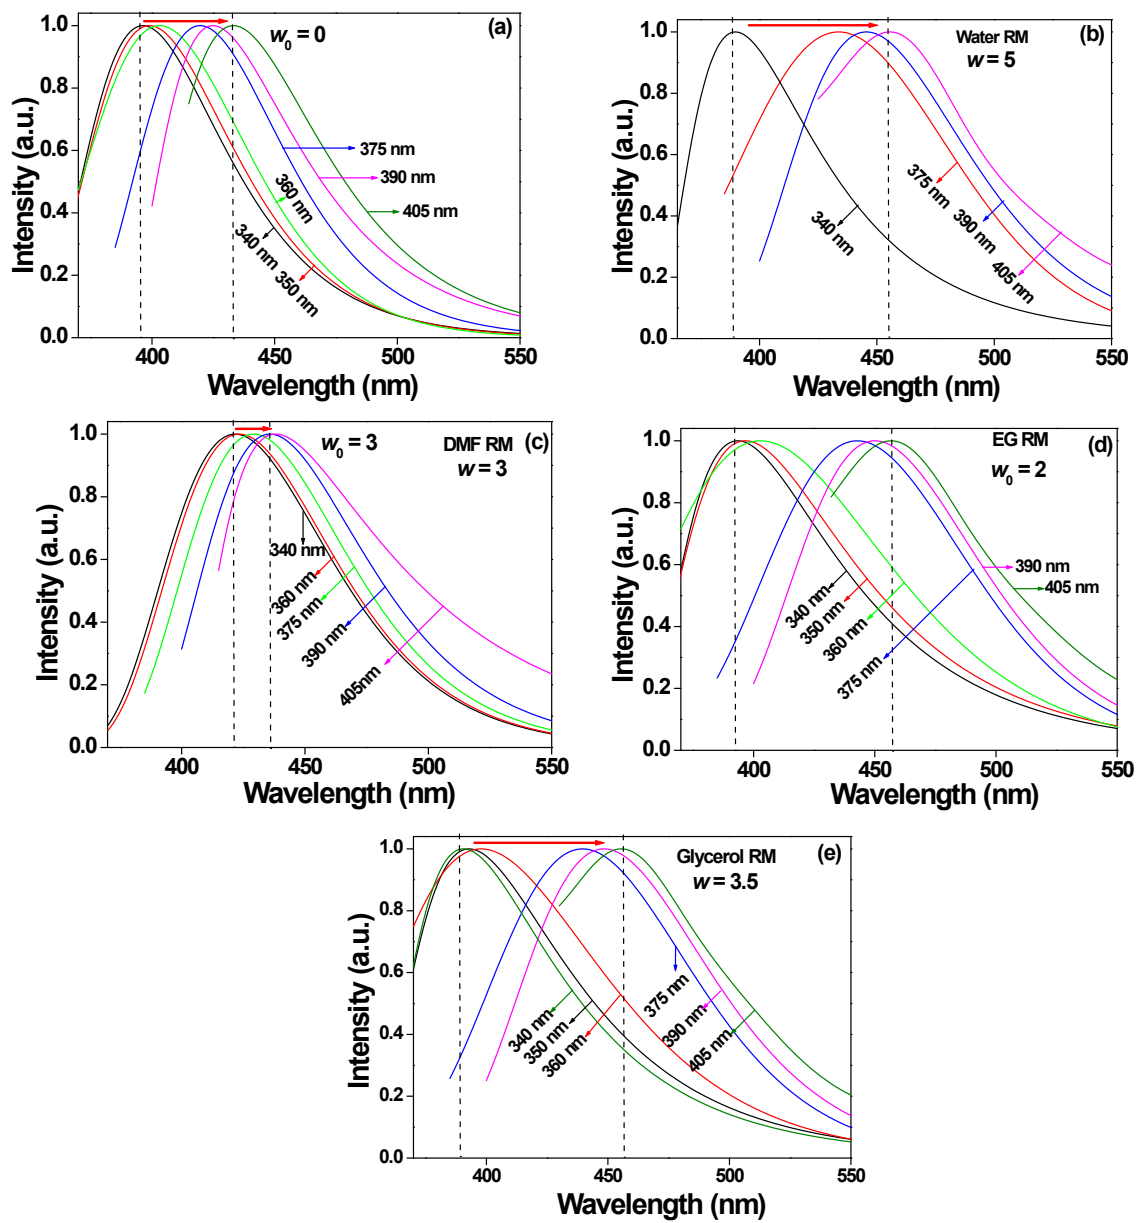 (a)
w0 = 0
1.0
0.8
0.6
0.4
0.2
0.0
Intensity (a.u.)
375 nm
390 nm
405 nm
360 nm
340 nm
350 nm
400
450
500
550
Wavelength (nm)
(b)
Water RM
w = 5
1.0
0.8
0.6
0.4
0.2
0.0
Intensity (a.u.)
340 nm
375 nm
390 nm
405 nm
400
450
500
550
Wavelength (nm)
(c)
w0 = 3
DMF RM
w = 3
1.0
0.8
0.6
0.4
0.2
0.0
Intensity (a.u.)
340 nm
360 nm
375 nm
390 nm
405nm
400
450
500
550
Wavelength (nm)
(d)
EG RM
w0 = 2
1.0
0.8
0.6
0.4
0.2
0.0
Intensity (a.u.)
390 nm
405 nm
340 nm
350 nm
360 nm
375 nm
400
450
500
550
Wavelength (nm)
(e)
Glycerol RM
w = 3.5
1.0
0.8
0.6
0.4
0.2
0.0
Intensity (a.u.)
375 nm
390 nm
405 nm
340 nm
350 nm
360 nm
400
450
500
550
Wavelength (nm)